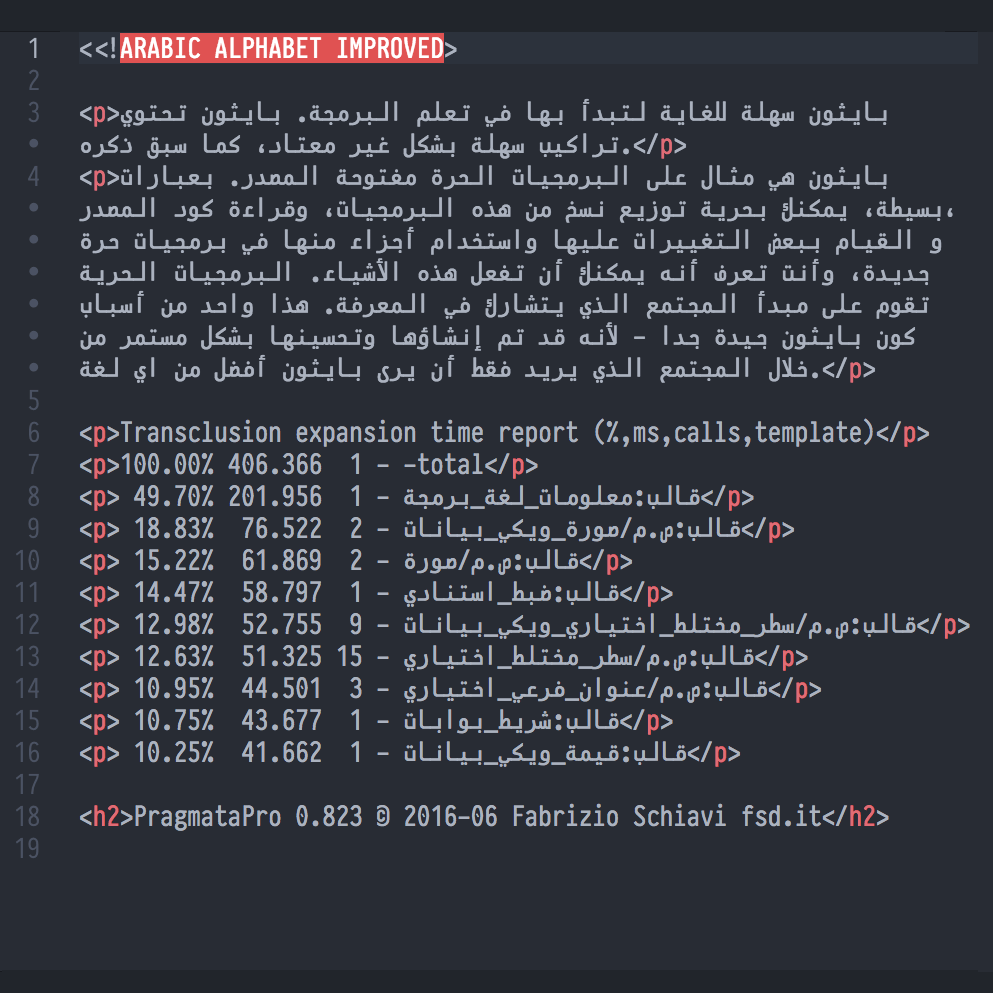 1 <<!ARABIC ALPHABET IMPROVED>
2
3 <p>بايثون سهلة للغاية لتبدأ بها في تعلم البرمجة. بايثون تحتوي
تراكيب سهلة بشكل غير معتاد، كما سبق ذكره.</p>
4 <p>بايثون هي مثال على البرمجيات الحرة مفتوحة المصدر. بعبارات
بسيطة، يمكنك بحرية توزيع نسخ من هذه البرمجيات، وقراءة كود المصدر،
و القيام ببعض التغييرات عليها واستخدام أجزاء منها في برمجيات حرة
جديدة، وأنت تعرف أنه يمكنك أن تفعل هذه الأشياء. البرمجيات الحرية
تقوم على مبدأ المجتمع الذي يتشارك في المعرفة. هذا واحد من أسباب
كون بايثون جيدة جدا - لأنه قد تم إنشاؤها وتحسينها بشكل مستمر من
خلال المجتمع الذي يريد فقط أن يرى بايثون أفضل من اي لغة.</p>
5
6 <p>Transclusion expansion time report (%,ms,calls,template)</p>
7 <p>100.00% 406.366 1 - -total</p>
8 <p> 49.70% 201.956 1 - قالب:معلومات_لغة_برمجة</p>
9 <p> 18.83% 76.522 2 - قالب:ص.م/صورة_ويكي_بيانات</p>
10 <p> 15.22% 61.869 2 - قالب:ص.م/صورة</p>
11 <p> 14.47% 58.797 1 - قالب:ضبط_استنادي</p>
12 <p> 12.98% 52.755 9 - قالب:ص.م/سطر_مختلط_اختياري_ويكي_بيانات</p>
13 <p> 12.63% 51.325 15 - قالب:ص.م/سطر_مختلط_اختياري</p>
14 <p> 10.95% 44.501 3 - قالب:ص.م/عنوان_فرعي_اختياري</p>
15 <p> 10.75% 43.677 1 - قالب:شريط_بوابات</p>
16 <p> 10.25% 41.662 1 - قالب:قيمة_ويكي_بيانات</p>
17
18 <h2>PragmataPro 0.823 © 2016-06 Fabrizio Schiavi fsd.it</h2>
19